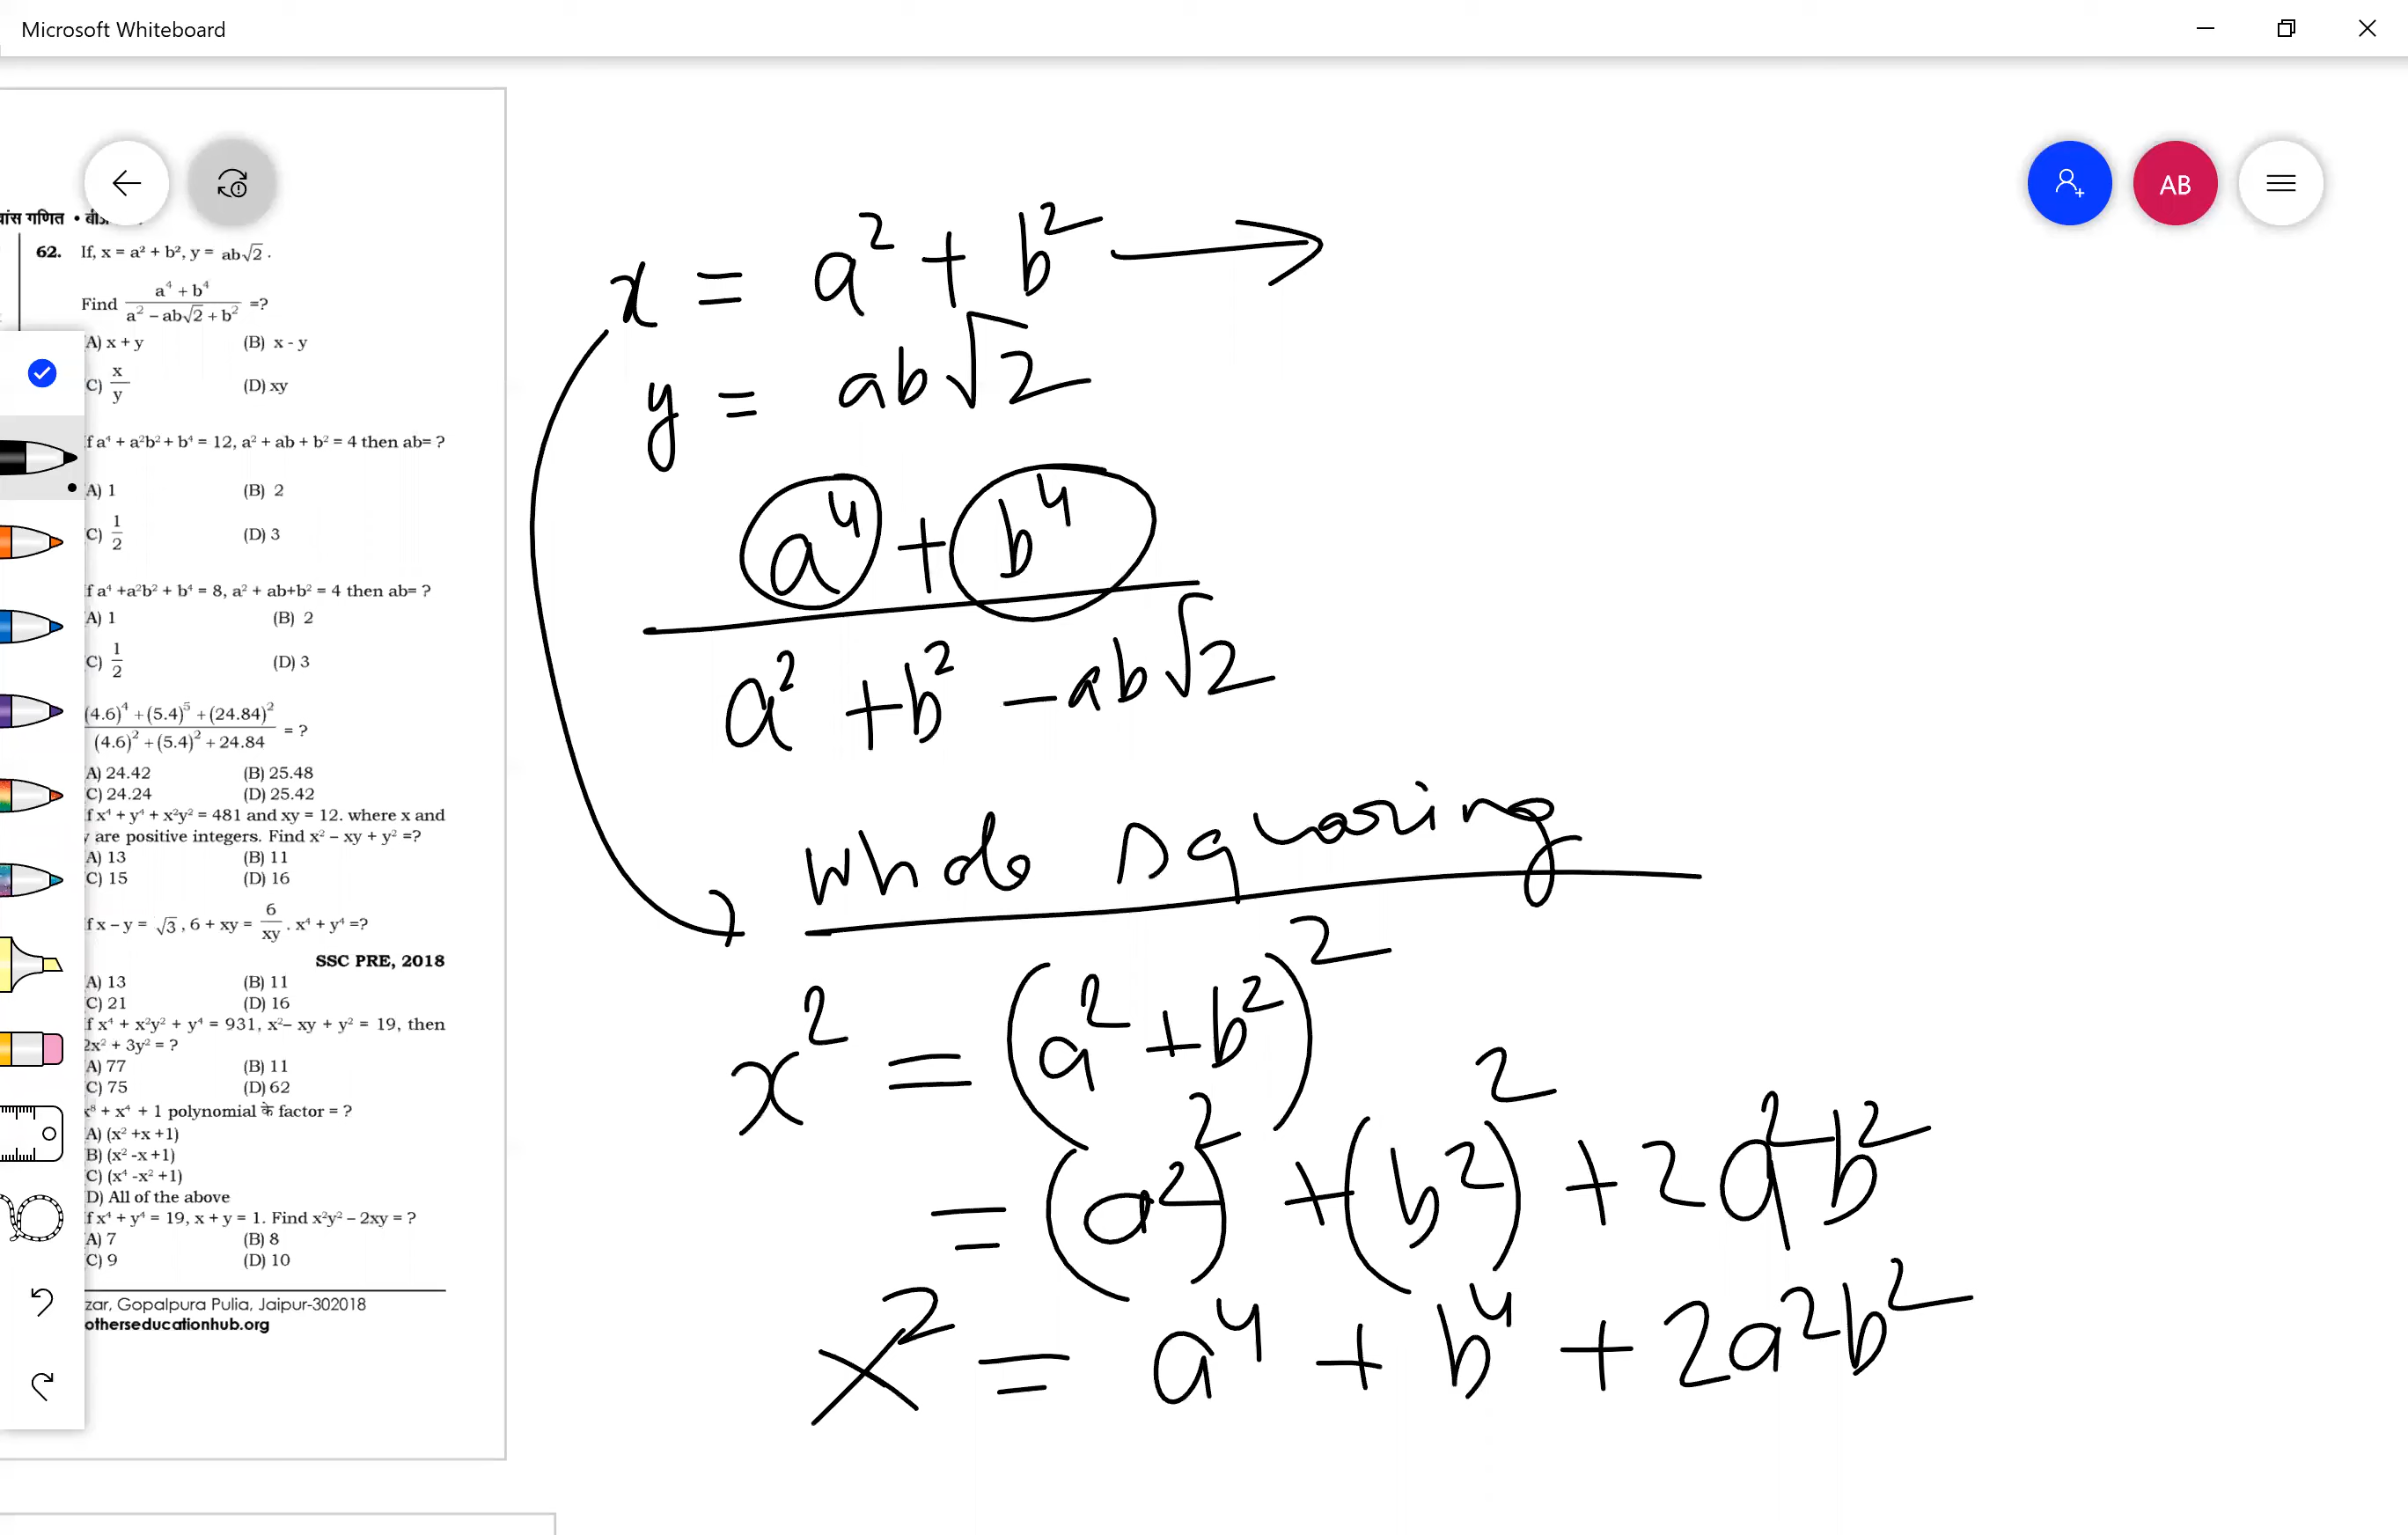 Microsoft Whiteboard
AB
गणित •
62. If, x = a² + b², y = ab√2 .
Find (a⁴ + b⁴)/(a² − ab√2 + b²) =?
A) x + y (B) x - y
C) x/y (D) xy
f a⁴ + a²b² + b⁴ = 12, a² + ab + b² = 4 then ab= ?
A) 1 (B) 2
C) 1/2 (D) 3
f a⁴ +a²b² + b⁴ = 8, a² + ab+b² = 4 then ab= ?
A) 1 (B) 2
C) 1/2 (D) 3
((4.6)⁴ + (5.4)⁵ + (24.84)²)/((4.6)² + (5.4)² + 24.84) = ?
A) 24.42 (B) 25.48
C) 24.24 (D) 25.42
f x⁴ + y⁴ + x²y² = 481 and xy = 12. where x and
y are positive integers. Find x² – xy + y² =?
A) 13 (B) 11
C) 15 (D) 16
f x – y = √3 , 6 + xy = 6/xy . x⁴ + y⁴ =?
SSC PRE, 2018
A) 13 (B) 11
C) 21 (D) 16
f x⁴ + x²y² + y⁴ = 931, x²– xy + y² = 19, then
2x² + 3y² = ?
A) 77 (B) 11
C) 75 (D) 62
x⁸ + x⁴ + 1 polynomial के factor = ?
A) (x² +x +1)
B) (x² -x +1)
C) (x⁴ -x² +1)
D) All of the above
f x⁴ + y⁴ = 19, x + y = 1. Find x²y² – 2xy = ?
A) 7 (B) 8
C) 9 (D) 10
zar, Gopalpura Pulia, Jaipur-302018
otherseducationhub.org
x = a² + b² →
y = ab√2
a⁴ + b⁴
a² + b² − ab√2
whole squaring
x² = (a² + b²)²
= (a²)² + (b²)² + 2a²b²
x² = a⁴ + b⁴ + 2a²b²